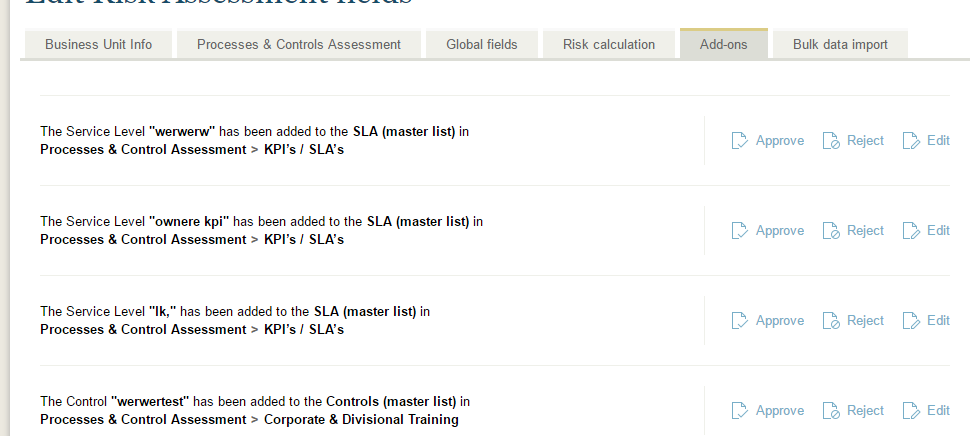 Edit Risk Assessment fields
Business Unit Info Processes & Controls Assessment Global fields Risk calculation Add-ons Bulk data import
The Service Level "werwerw" has been added to the SLA (master list) in
Processes & Control Assessment > KPI's / SLA's
Approve Reject Edit
The Service Level "ownere kpi" has been added to the SLA (master list) in
Processes & Control Assessment > KPI's / SLA's
Approve Reject Edit
The Service Level "lk," has been added to the SLA (master list) in
Processes & Control Assessment > KPI's / SLA's
Approve Reject Edit
The Control "werwertest" has been added to the Controls (master list) in
Processes & Control Assessment > Corporate & Divisional Training
Approve Reject Edit